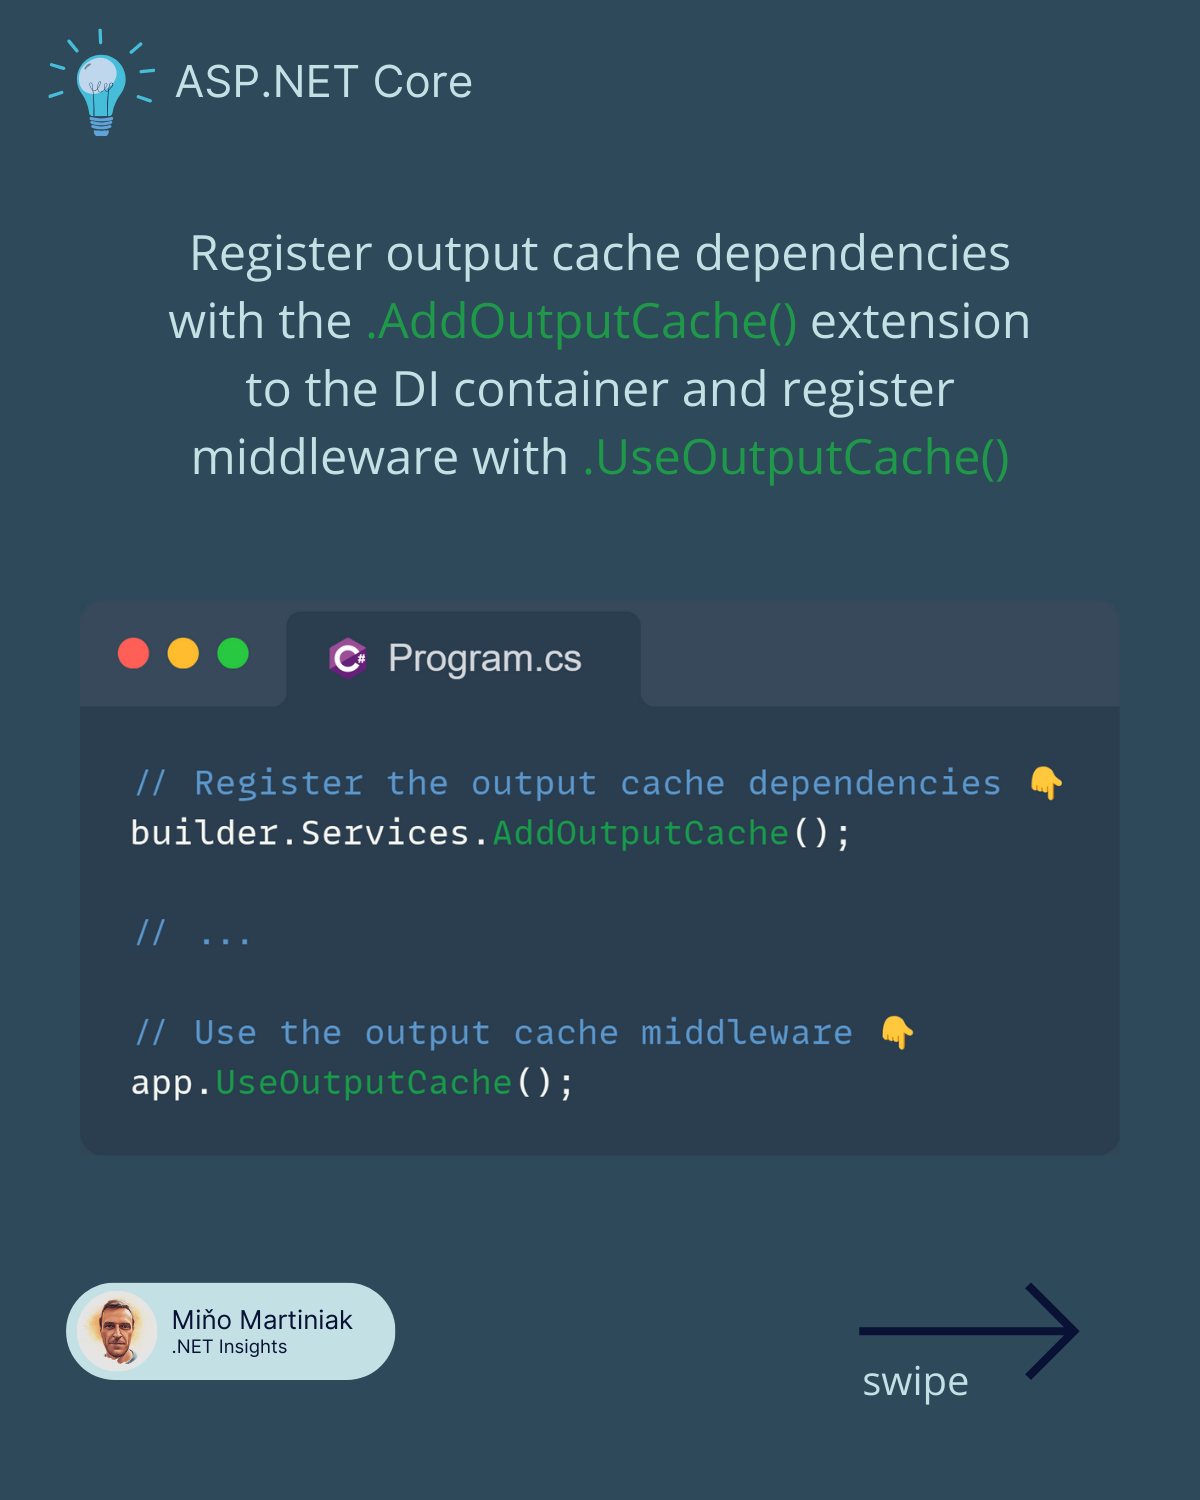 ASP.NET Core
Register output cache dependencies
with the .AddOutputCache() extension
to the DI container and register
middleware with .UseOutputCache()
Program.cs
// Register the output cache dependencies 👇
builder.Services.AddOutputCache();
// ...
// Use the output cache middleware 👇
app.UseOutputCache();
Miňo Martiniak
.NET Insights
swipe